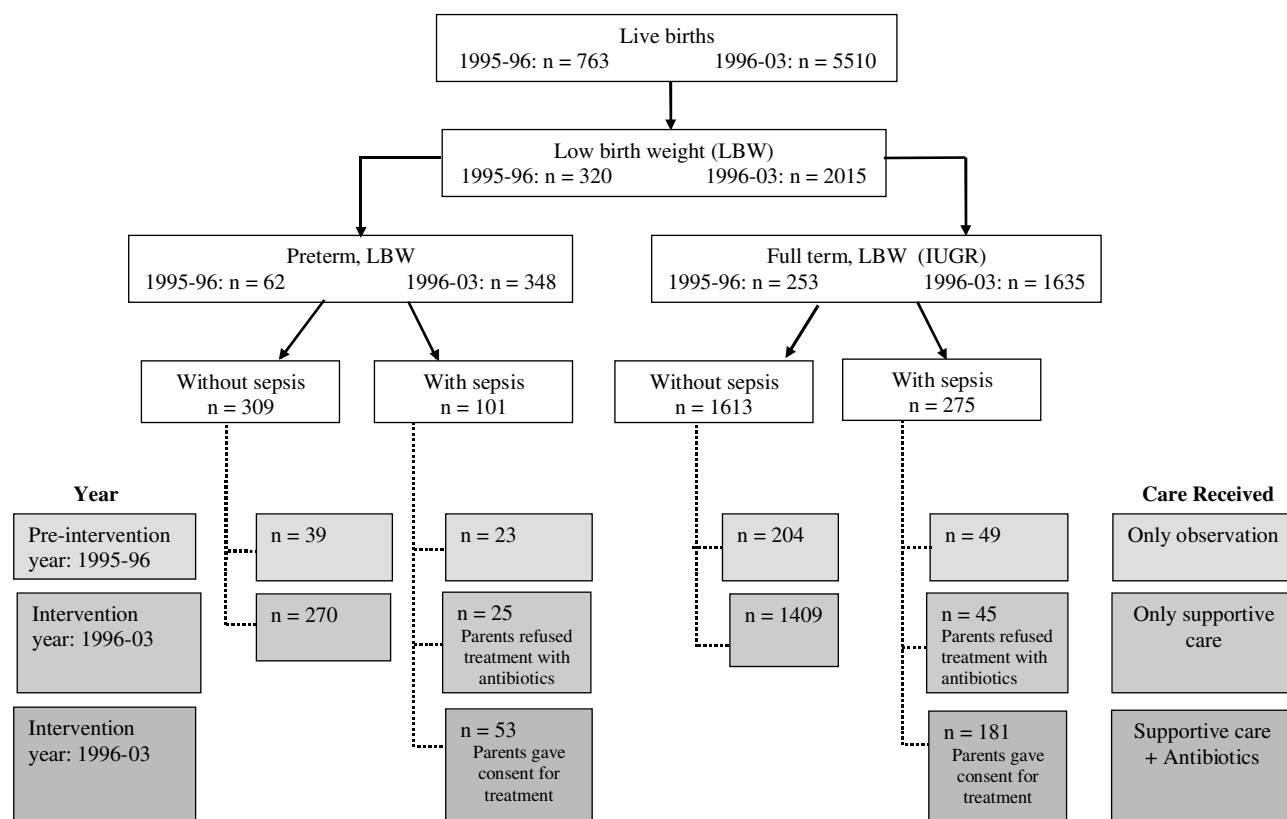 Live births
1995-96: n = 763 1996-03: n = 5510
Low birth weight (LBW)
1995-96: n = 320 1996-03: n = 2015
Preterm, LBW
1995-96: n = 62 1996-03: n = 348
Full term, LBW (IUGR)
1995-96: n = 253 1996-03: n = 1635
Without sepsis
n = 309
With sepsis
n = 101
Without sepsis
n = 1613
With sepsis
n = 275
Year
Care Received
Pre-intervention
year: 1995-96
n = 39
n = 23
n = 204
n = 49
Only observation
Intervention
year: 1996-03
n = 270
n = 25
Parents refused
treatment with
antibiotics
n = 1409
n = 45
Parents refused
treatment with
antibiotics
Only supportive
care
Intervention
year: 1996-03
n = 53
Parents gave
consent for
treatment
n = 181
Parents gave
consent for
treatment
Supportive care
+ Antibiotics